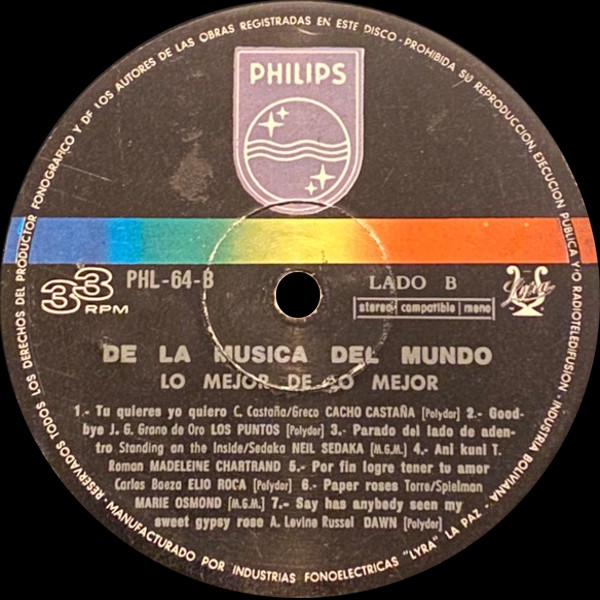 RESERVADOS TODOS LOS DERECHOS DEL PRODUCTOR FONOGRAFICO Y DE LOS AUTORES DE LAS OBRAS REGISTRADAS EN ESTE DISCO - PROHIBIDA SU REPRODUCCION, EJECUCION PUBLICA Y/O RADIOTELEDIFUSION - INDUSTRIA BOLIVIANA
PHILIPS
33 RPM
PHL-64-B
LADO B
stereo compatible mono
Lyra
DE LA MUSICA DEL MUNDO
LO MEJOR DE LO MEJOR
1.- Tu quieres yo quiero C. Castaña/Greco CACHO CASTAÑA [Polydor] 2.- Good-
bye J. G. Grano de Oro LOS PUNTOS [Polydor] 3.- Parado del lado de aden-
tro Standing on the Inside/Sedaka NEIL SEDAKA [M.G.M.] 4.- Ani kuni T.
Roman MADELEINE CHARTRAND 5.- Por fin logre tener tu amor
Carlos Baeza ELIO ROCA [Polydor] 6.- Paper roses Torre/Spielman
MARIE OSMOND [M.G.M.] 7.- Say has anybody seen my
sweet gypsy rose A. Levine Russel DAWN [Polydor]
MANUFACTURADO POR INDUSTRIAS FONOELECTRICAS "LYRA" LA PAZ -